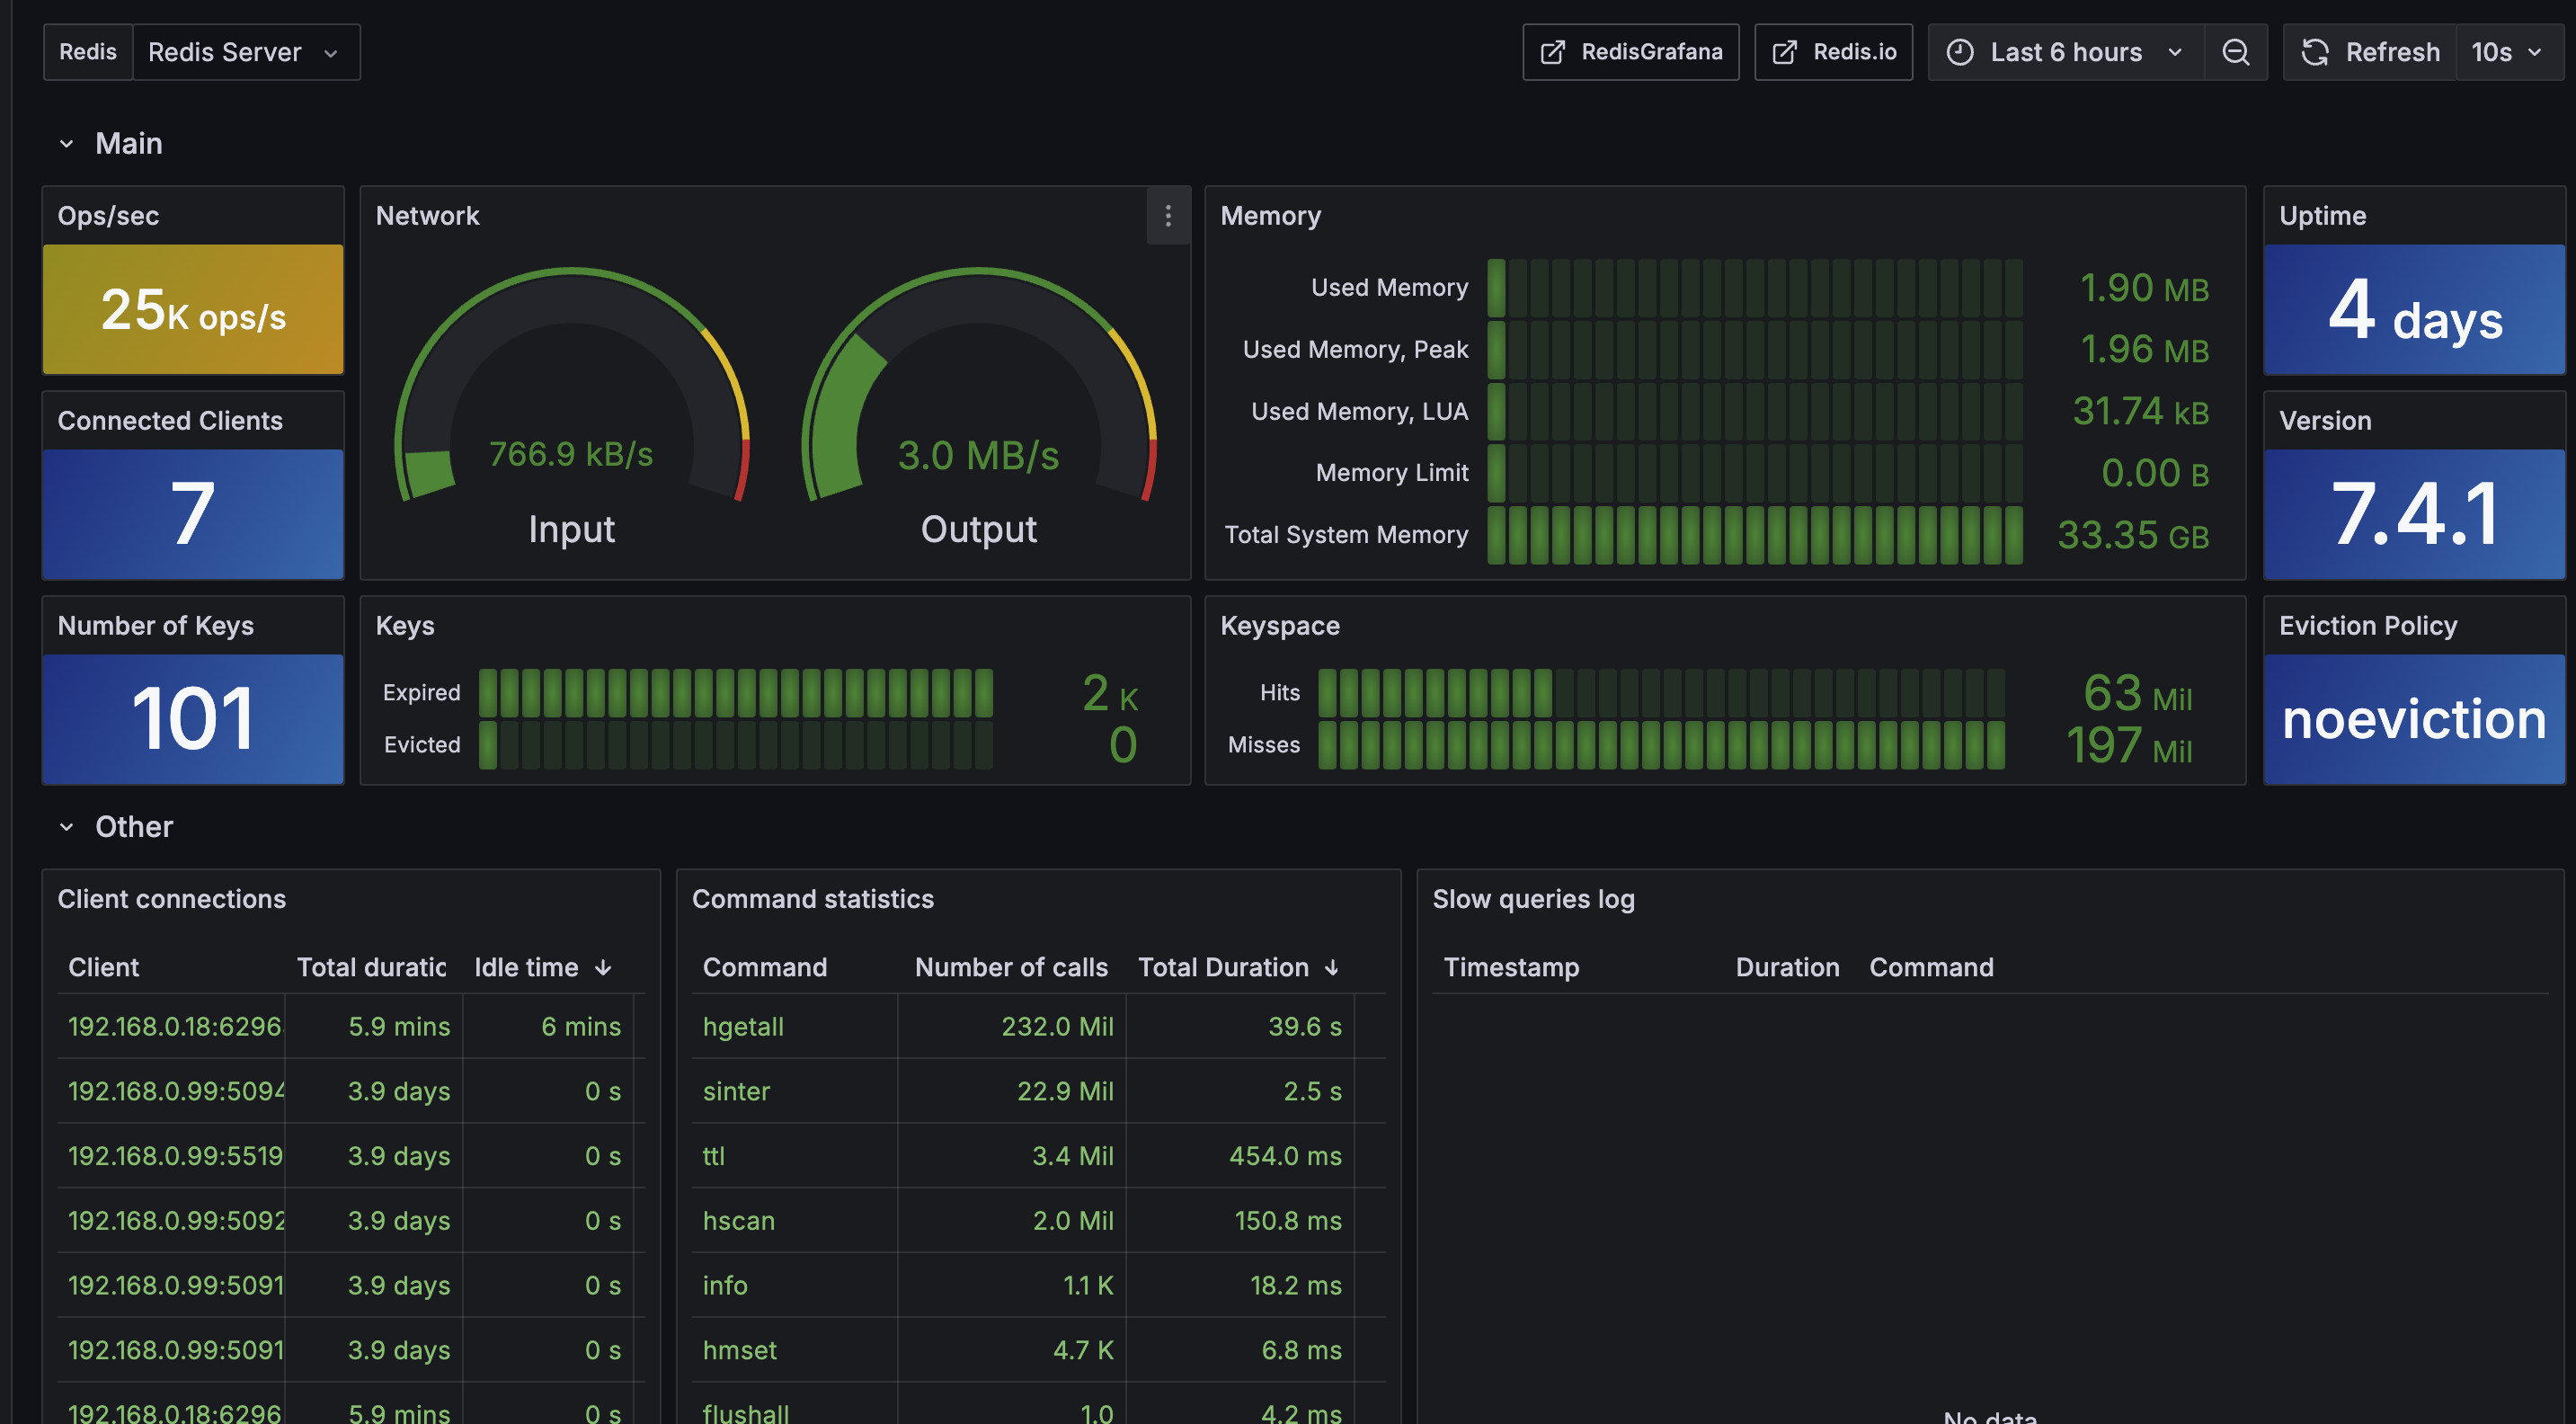 Redis Redis Server RedisGrafana Redis.io Last 6 hours Refresh 10s
Main
Ops/sec
25K ops/s
Network
766.9 kB/s
Input
3.0 MB/s
Output
Memory
Used Memory 1.90 MB
Used Memory, Peak 1.96 MB
Used Memory, LUA 31.74 kB
Memory Limit 0.00 B
Total System Memory 33.35 GB
Uptime
4 days
Connected Clients
7
Version
7.4.1
Number of Keys
101
Keys
Expired 2 K
Evicted 0
Keyspace
Hits 63 Mil
Misses 197 Mil
Eviction Policy
noeviction
Other
Client connections
Client Total duratic Idle time
192.168.0.18:6296 5.9 mins 6 mins
192.168.0.99:5094 3.9 days 0 s
192.168.0.99:5519 3.9 days 0 s
192.168.0.99:5092 3.9 days 0 s
192.168.0.99:5091 3.9 days 0 s
192.168.0.99:5091 3.9 days 0 s
192.168.0.18:6296 5.9 mins 0 s
Command statistics
Command Number of calls Total Duration
hgetall 232.0 Mil 39.6 s
sinter 22.9 Mil 2.5 s
ttl 3.4 Mil 454.0 ms
hscan 2.0 Mil 150.8 ms
info 1.1 K 18.2 ms
hmset 4.7 K 6.8 ms
flushall 1.0 4.2 ms
Slow queries log
Timestamp Duration Command
No data